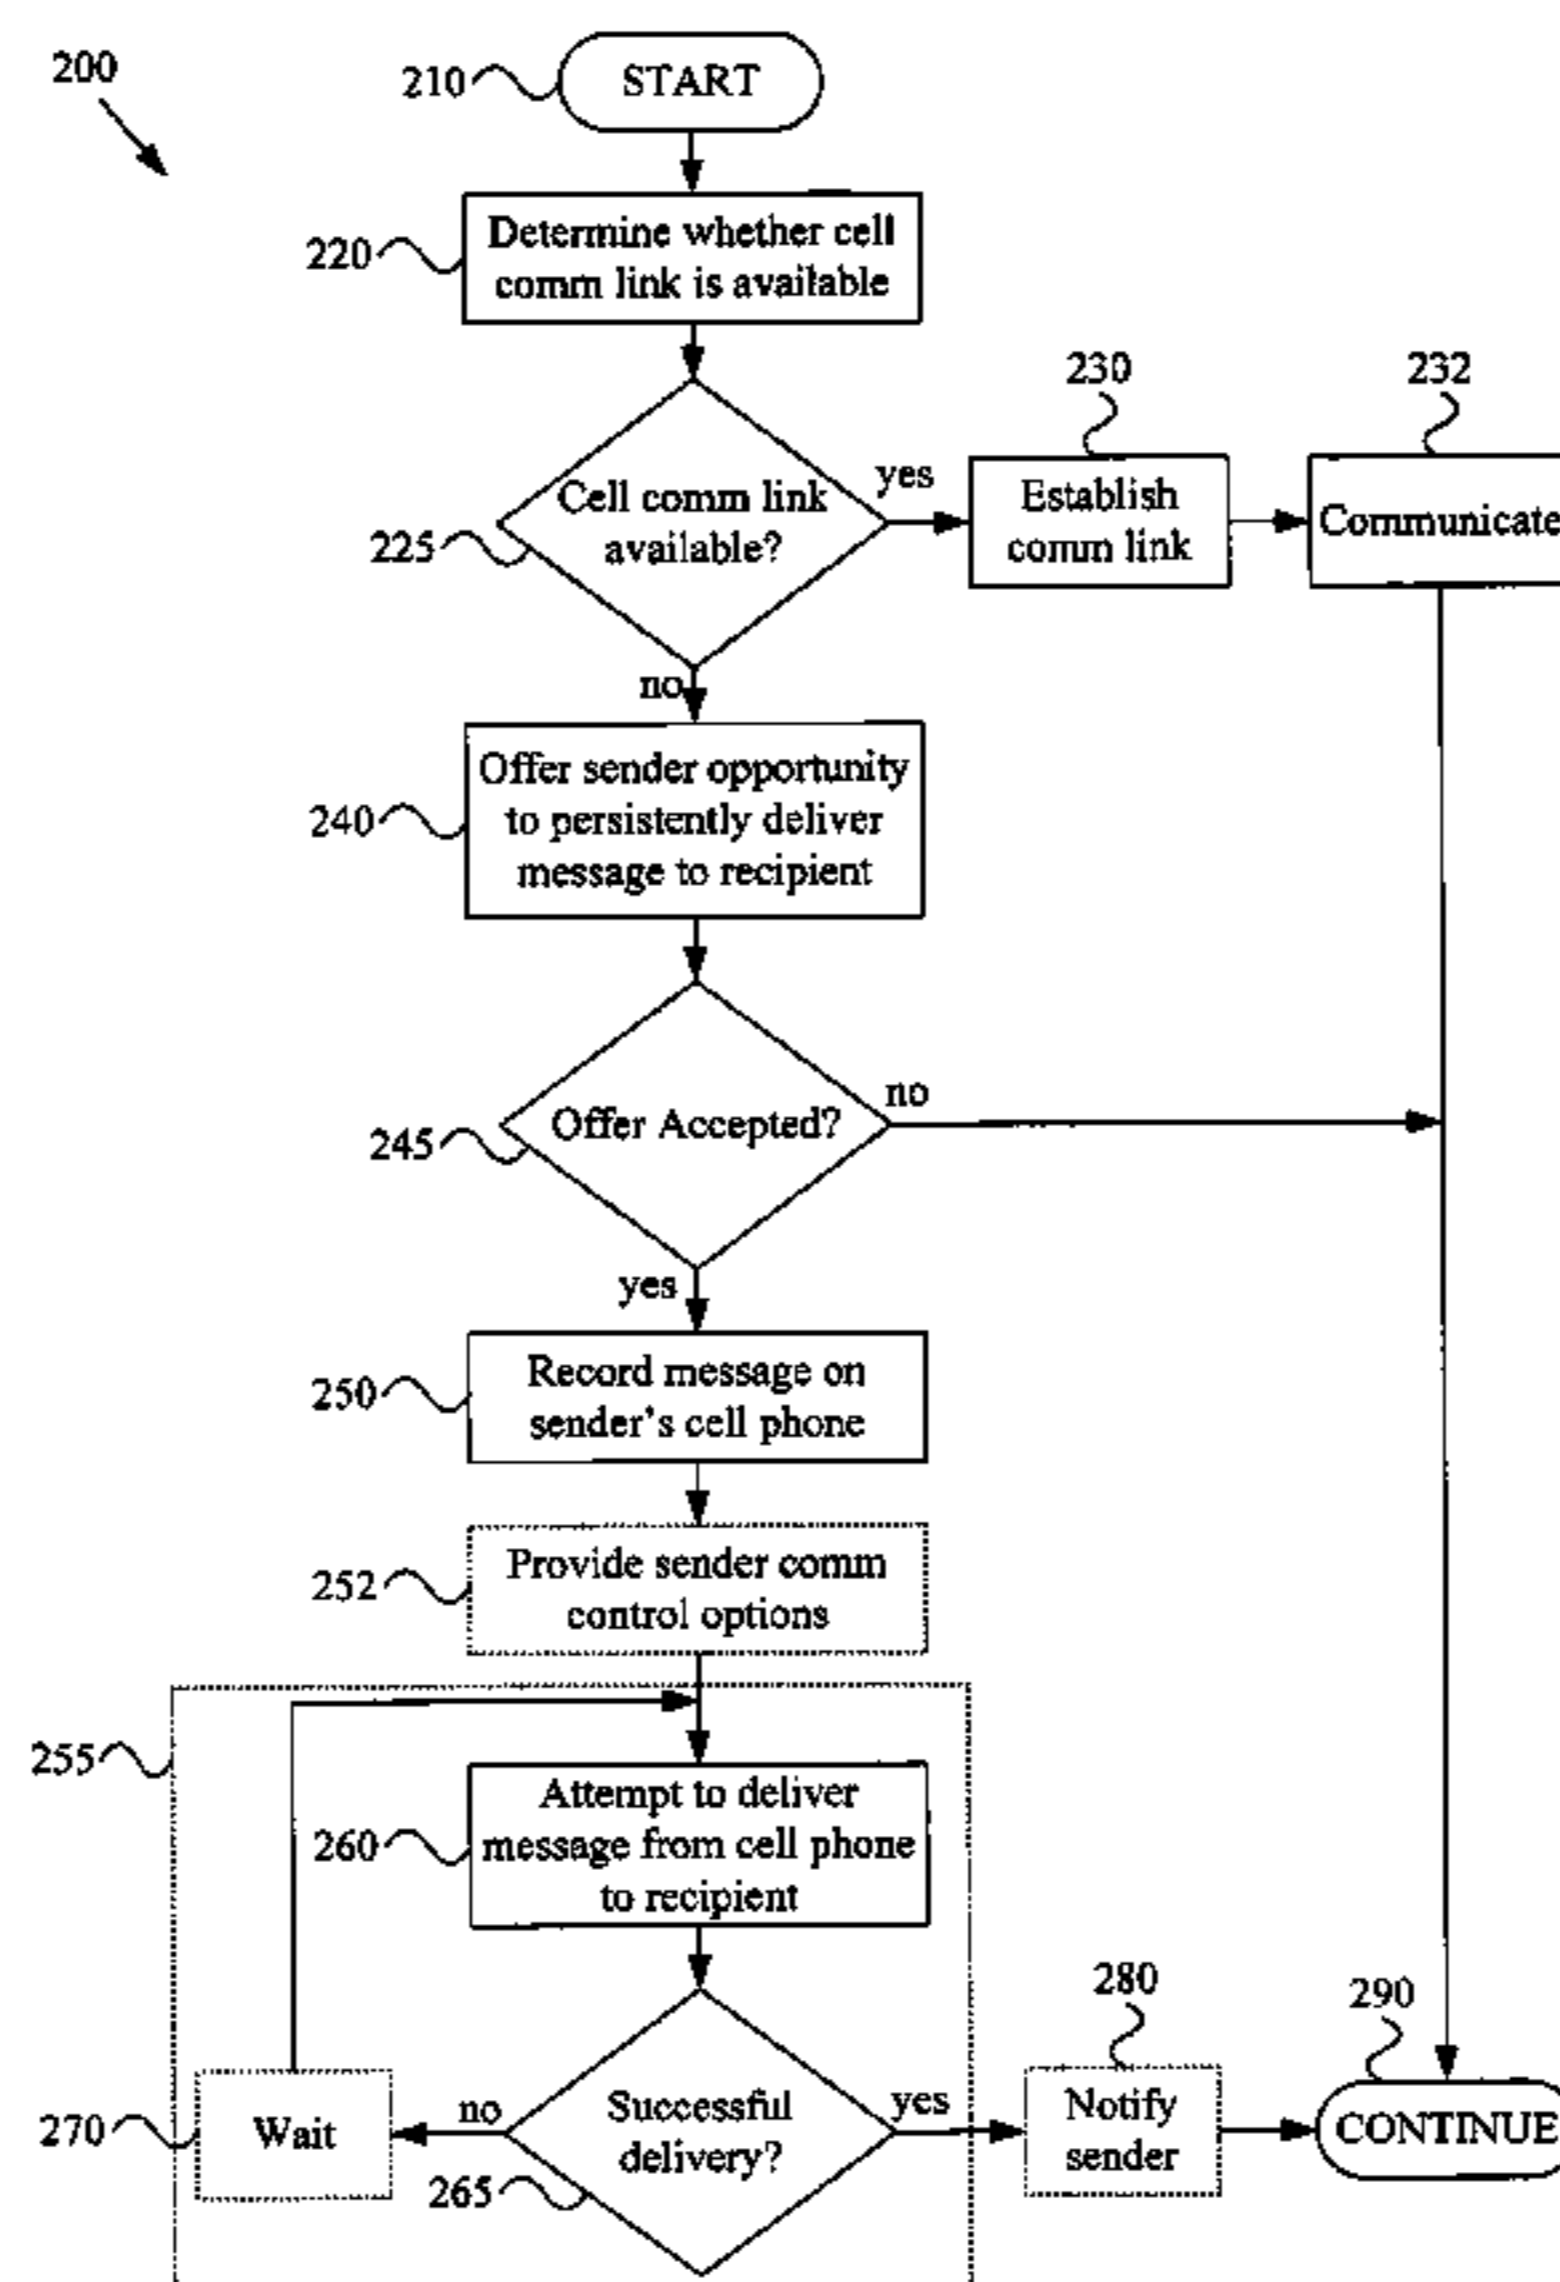 200
210
START
220
Determine whether cell
comm link is available
230
232
225
Cell comm link
available?
yes
Establish
comm link
Communicate
no
240
Offer sender opportunity
to persistently deliver
message to recipient
245
Offer Accepted?
no
yes
250
Record message on
sender's cell phone
252
Provide sender comm
control options
255
260
Attempt to deliver
message from cell phone
to recipient
280
290
270
Wait
no
265
Successful
delivery?
yes
Notify
sender
CONTINUE